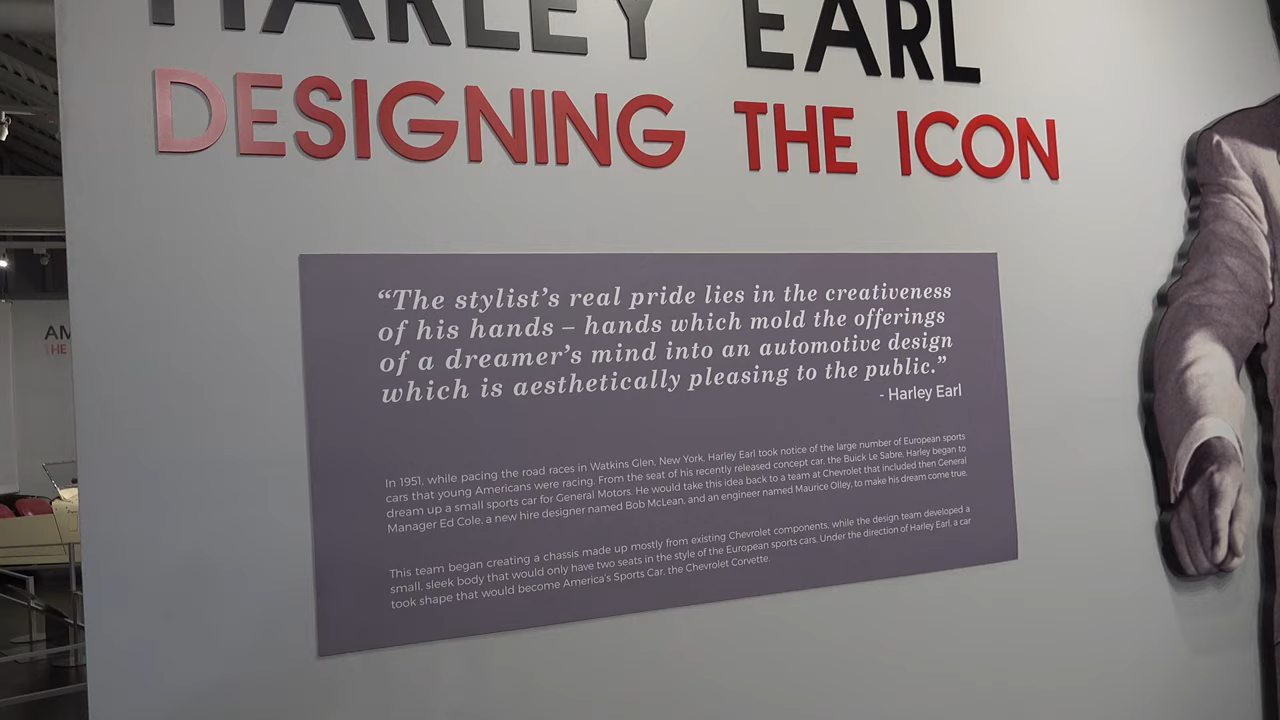 HARLEY EARL
DESIGNING THE ICON
“The stylist’s real pride lies in the creativeness
of his hands – hands which mold the offerings
of a dreamer’s mind into an automotive design
which is aesthetically pleasing to the public.”
- Harley Earl
In 1951, while pacing the road races in Watkins Glen, New York, Harley Earl took notice of the large number of European sports
cars that young Americans were racing. From the seat of his recently released concept car, the Buick Le Sabre, Harley began to
dream up a small sports car for General Motors. He would take this idea back to a team at Chevrolet that included then General
Manager Ed Cole, a new hire designer named Bob McLean, and an engineer named Maurice Olley, to make his dream come true.
This team began creating a chassis made up mostly from existing Chevrolet components, while the design team developed a
small, sleek body that would only have two seats in the style of the European sports cars. Under the direction of Harley Earl, a car
took shape that would become America’s Sports Car, the Chevrolet Corvette.
AM
THE